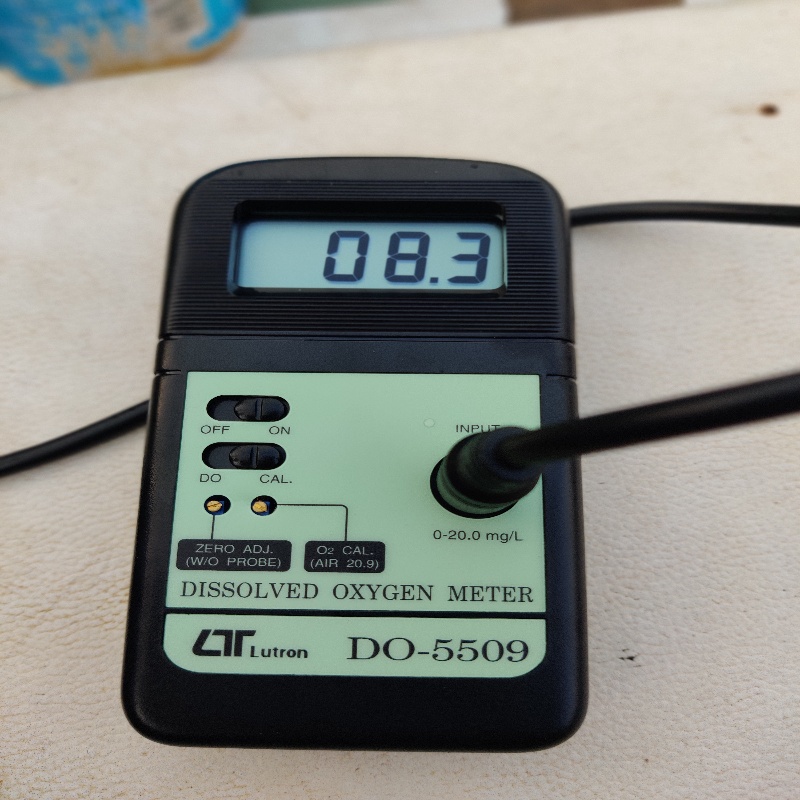 08.3
OFF ON
INPUT
DO CAL.
0-20.0 mg/L
ZERO ADJ.
(W/O PROBE)
O2 CAL.
(AIR 20.9)
DISSOLVED OXYGEN METER
Lutron DO-5509